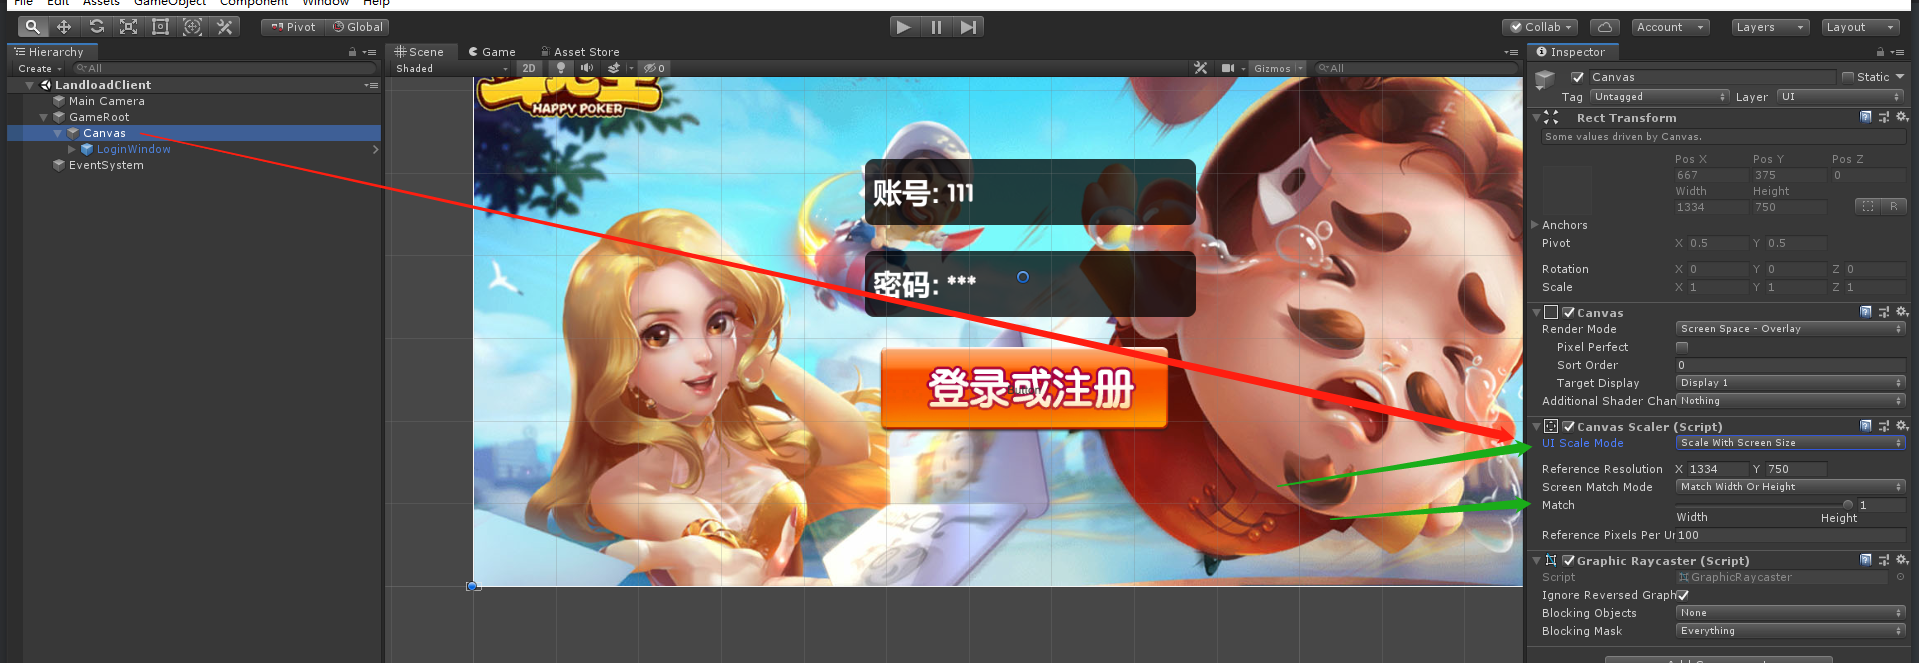 File Edit Assets GameObject Component Window Help
Pivot Global Collab Account Layers Layout
Hierarchy
Create All
LandloadClient
Main Camera
GameRoot
Canvas
LoginWindow
EventSystem
Scene Game Asset Store
Shaded 2D 0 Gizmos All
HAPPY POKER
账号: 111
密码: ***
登录或注册
Inspector
Canvas Static
Tag Untagged Layer UI
Rect Transform
Some values driven by Canvas.
Pos X Pos Y Pos Z
667 375 0
Width Height
1334 750 R
Anchors
Pivot X 0.5 Y 0.5
Rotation X 0 Y 0 Z 0
Scale X 1 Y 1 Z 1
Canvas
Render Mode Screen Space - Overlay
Pixel Perfect
Sort Order 0
Target Display Display 1
Additional Shader Chan Nothing
Canvas Scaler (Script)
UI Scale Mode Scale With Screen Size
Reference Resolution X 1334 Y 750
Screen Match Mode Match Width Or Height
Match 1
Width Height
Reference Pixels Per Ur 100
Graphic Raycaster (Script)
Script GraphicRaycaster
Ignore Reversed Graph
Blocking Objects None
Blocking Mask Everything